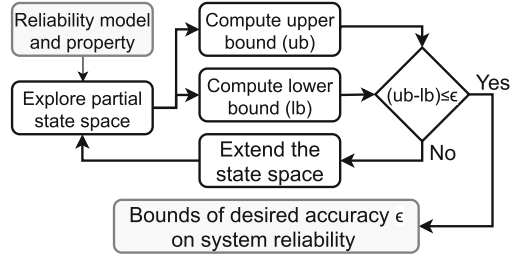 Reliability model
and property
Explore partial
state space
Compute upper
bound (ub)
Compute lower
bound (lb)
(ub-lb)≤ϵ
Yes
No
Extend the
state space
Bounds of desired accuracy ϵ
on system reliability